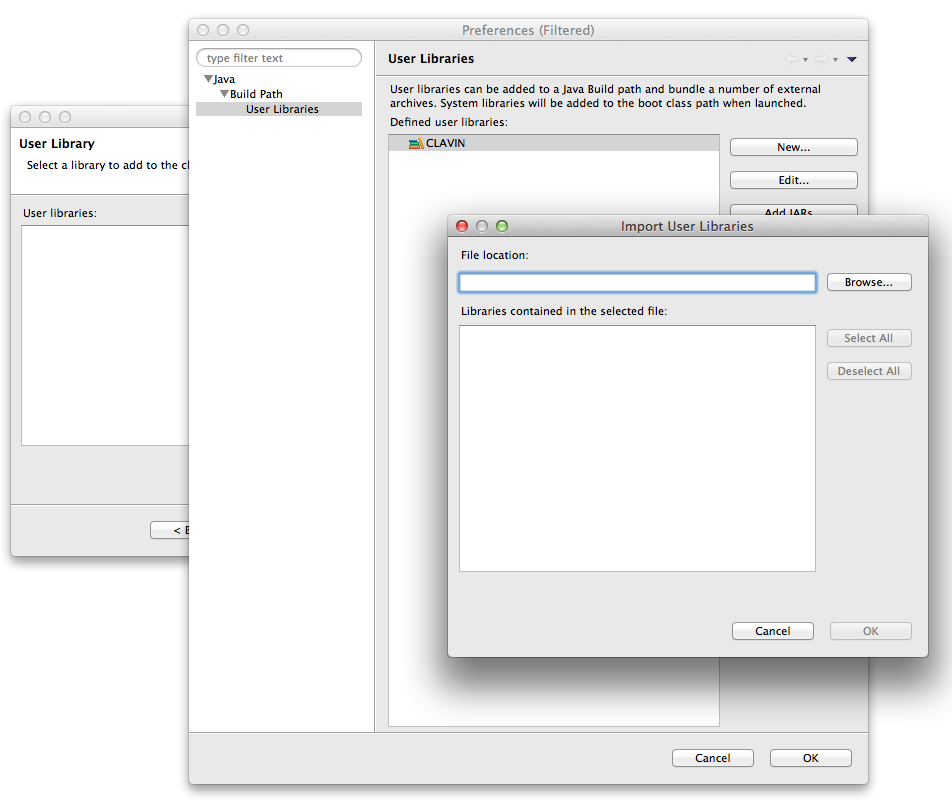 Preferences (Filtered)
type filter text
Java
Build Path
User Libraries
User Libraries
User libraries can be added to a Java Build path and bundle a number of external
archives. System libraries will be added to the boot class path when launched.
Defined user libraries:
CLAVIN
New...
Edit...
Add JARs
User Library
Select a library to add to the cl
User libraries:
< B
Import User Libraries
File location:
Browse...
Libraries contained in the selected file:
Select All
Deselect All
Cancel
OK
Cancel
OK